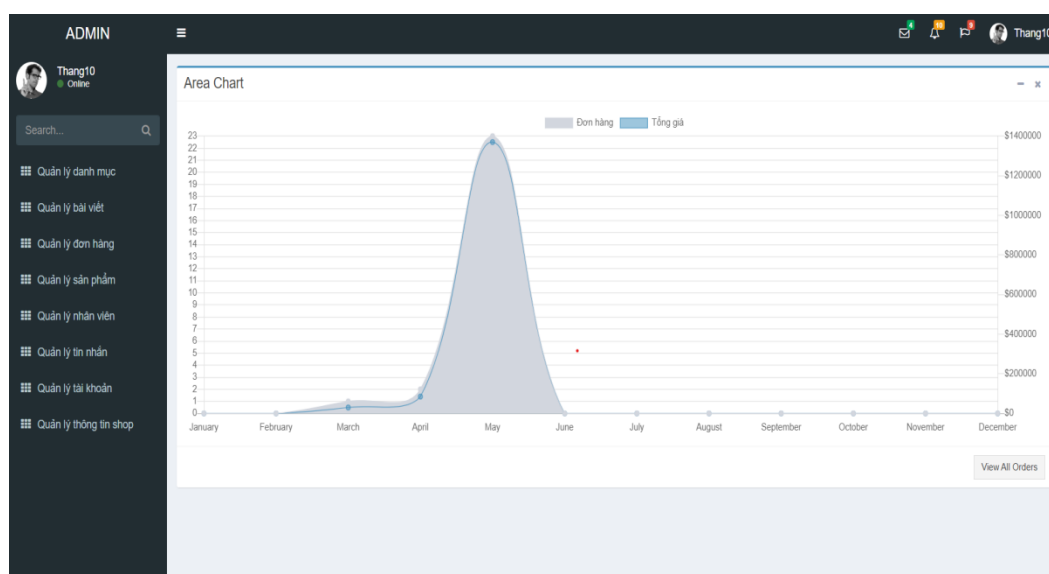 ADMIN
4 10 9 Thang10
Thang10
Online
Search...
Quản lý danh mục
Quản lý bài viết
Quản lý đơn hàng
Quản lý sản phẩm
Quản lý nhân viên
Quản lý tin nhắn
Quản lý tài khoản
Quản lý thông tin shop
Area Chart
Đơn hàng Tổng giá
23
22
21
20
19
18
17
16
15
14
13
12
11
10
9
8
7
6
5
4
3
2
1
0
$1400000
$1200000
$1000000
$800000
$600000
$400000
$200000
$0
January February March April May June July August September October November December
View All Orders